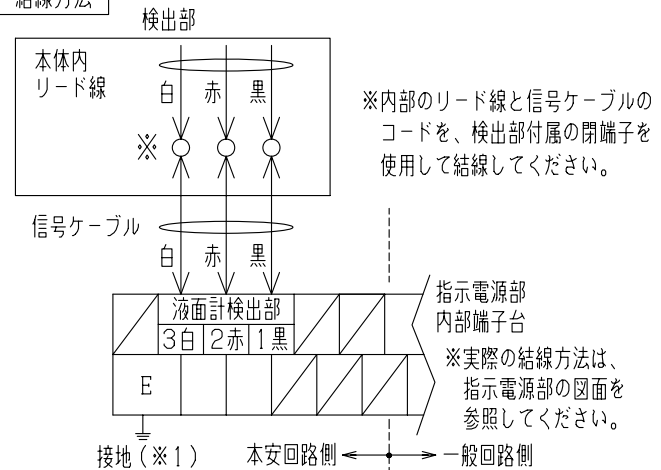 結線方法
検出部
本体内
リード線
白 赤 黒
※
※内部のリード線と信号ケーブルの
コードを、検出部付属の閉端子を
使用して結線してください。
信号ケーブル
白 赤 黒
液面計検出部
3白 2赤 1黒
E
指示電源部
内部端子台
※実際の結線方法は、
指示電源部の図面を
参照してください。
接地(※1)
本安回路側
一般回路側